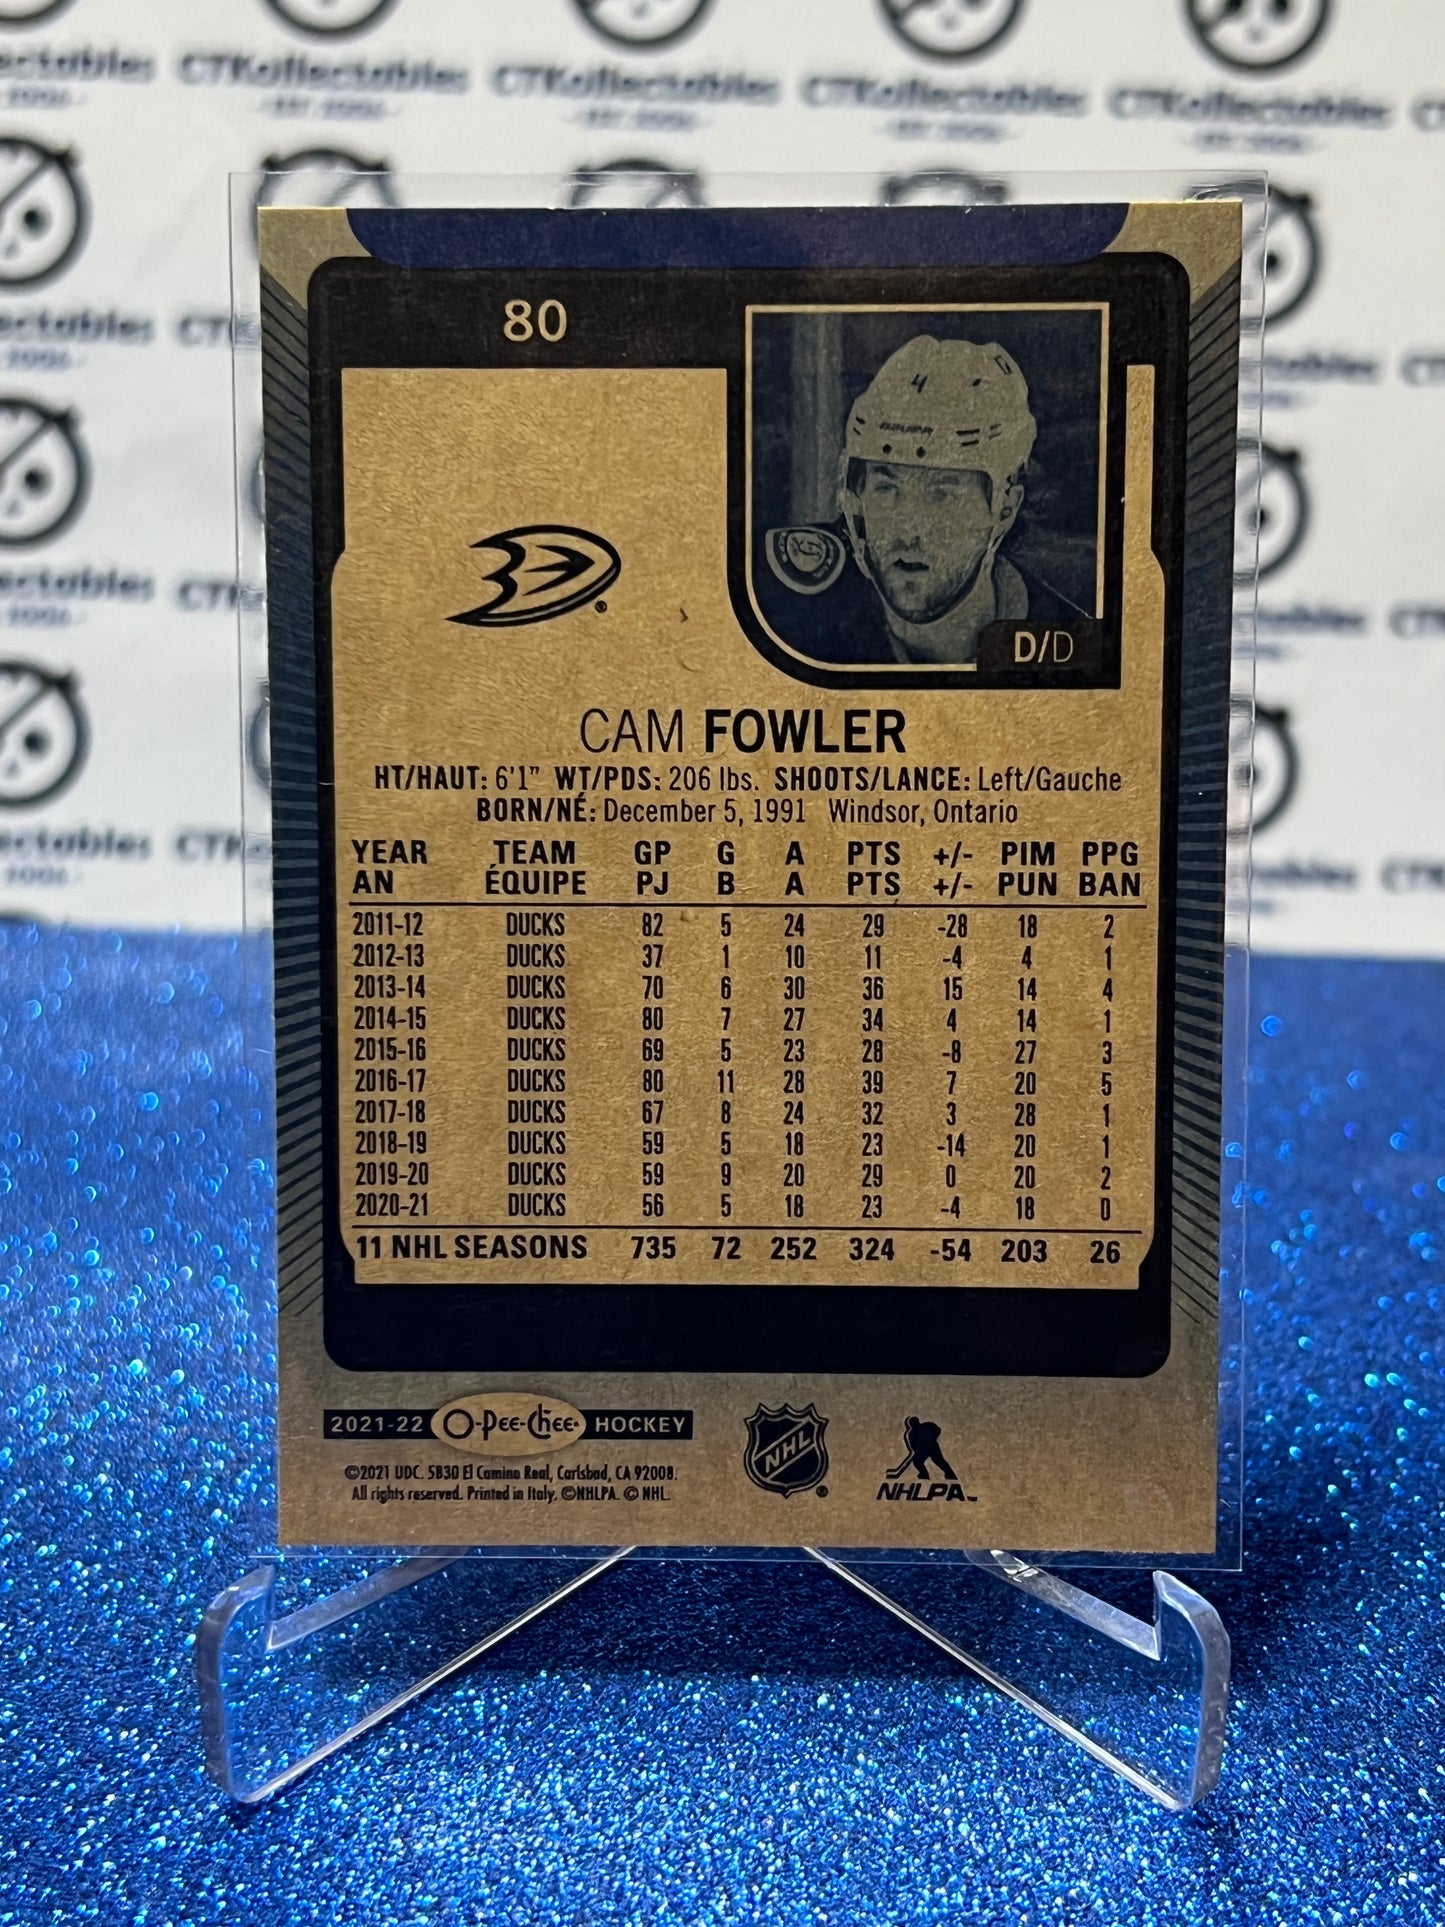 CTKollectables CTKollectables CTKollectables CTKollectables
80
4
BAUER
D/D
CAM FOWLER
HT/HAUT: 6'1" WT/PDS: 206 lbs. SHOOTS/LANCE: Left/Gauche
BORN/NÉ: December 5, 1991 Windsor, Ontario
YEAR TEAM GP G A PTS +/- PIM PPG
AN ÉQUIPE PJ B A PTS +/- PUN BAN
2011-12 DUCKS 82 5 24 29 -28 18 2
2012-13 DUCKS 37 1 10 11 -4 4 1
2013-14 DUCKS 70 6 30 36 15 14 4
2014-15 DUCKS 80 7 27 34 4 14 1
2015-16 DUCKS 69 5 23 28 -8 27 3
2016-17 DUCKS 80 11 28 39 7 20 5
2017-18 DUCKS 67 8 24 32 3 28 1
2018-19 DUCKS 59 5 18 23 -14 20 1
2019-20 DUCKS 59 9 20 29 0 20 2
2020-21 DUCKS 56 5 18 23 -4 18 0
11 NHL SEASONS 735 72 252 324 -54 203 26
2021-22 O-Pee-Chee HOCKEY
©2021 UDC. 5830 El Camino Real, Carlsbad, CA 92008.
All rights reserved. Printed in Italy. ©NHLPA. © NHL.
NHL
NHLPA